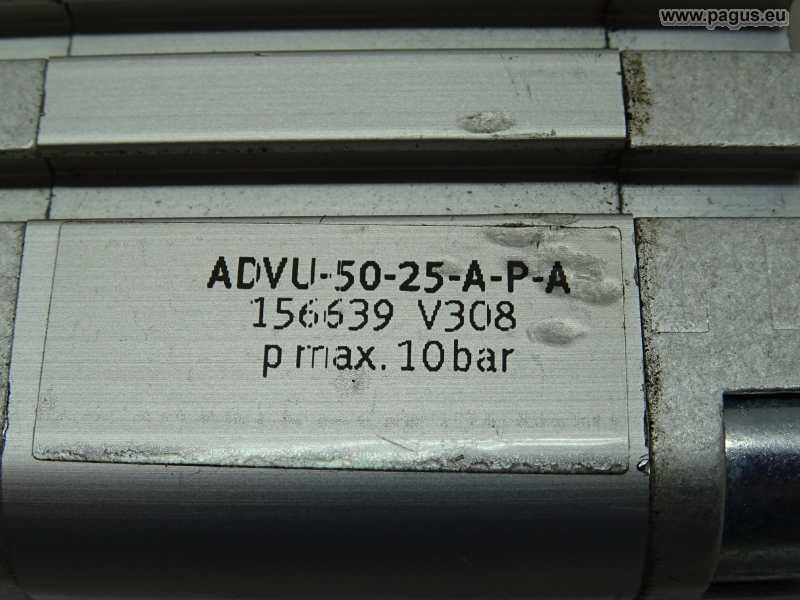 www.pagus.eu
ADVU-50-25-A-P-A
156639 V308
p max. 10bar